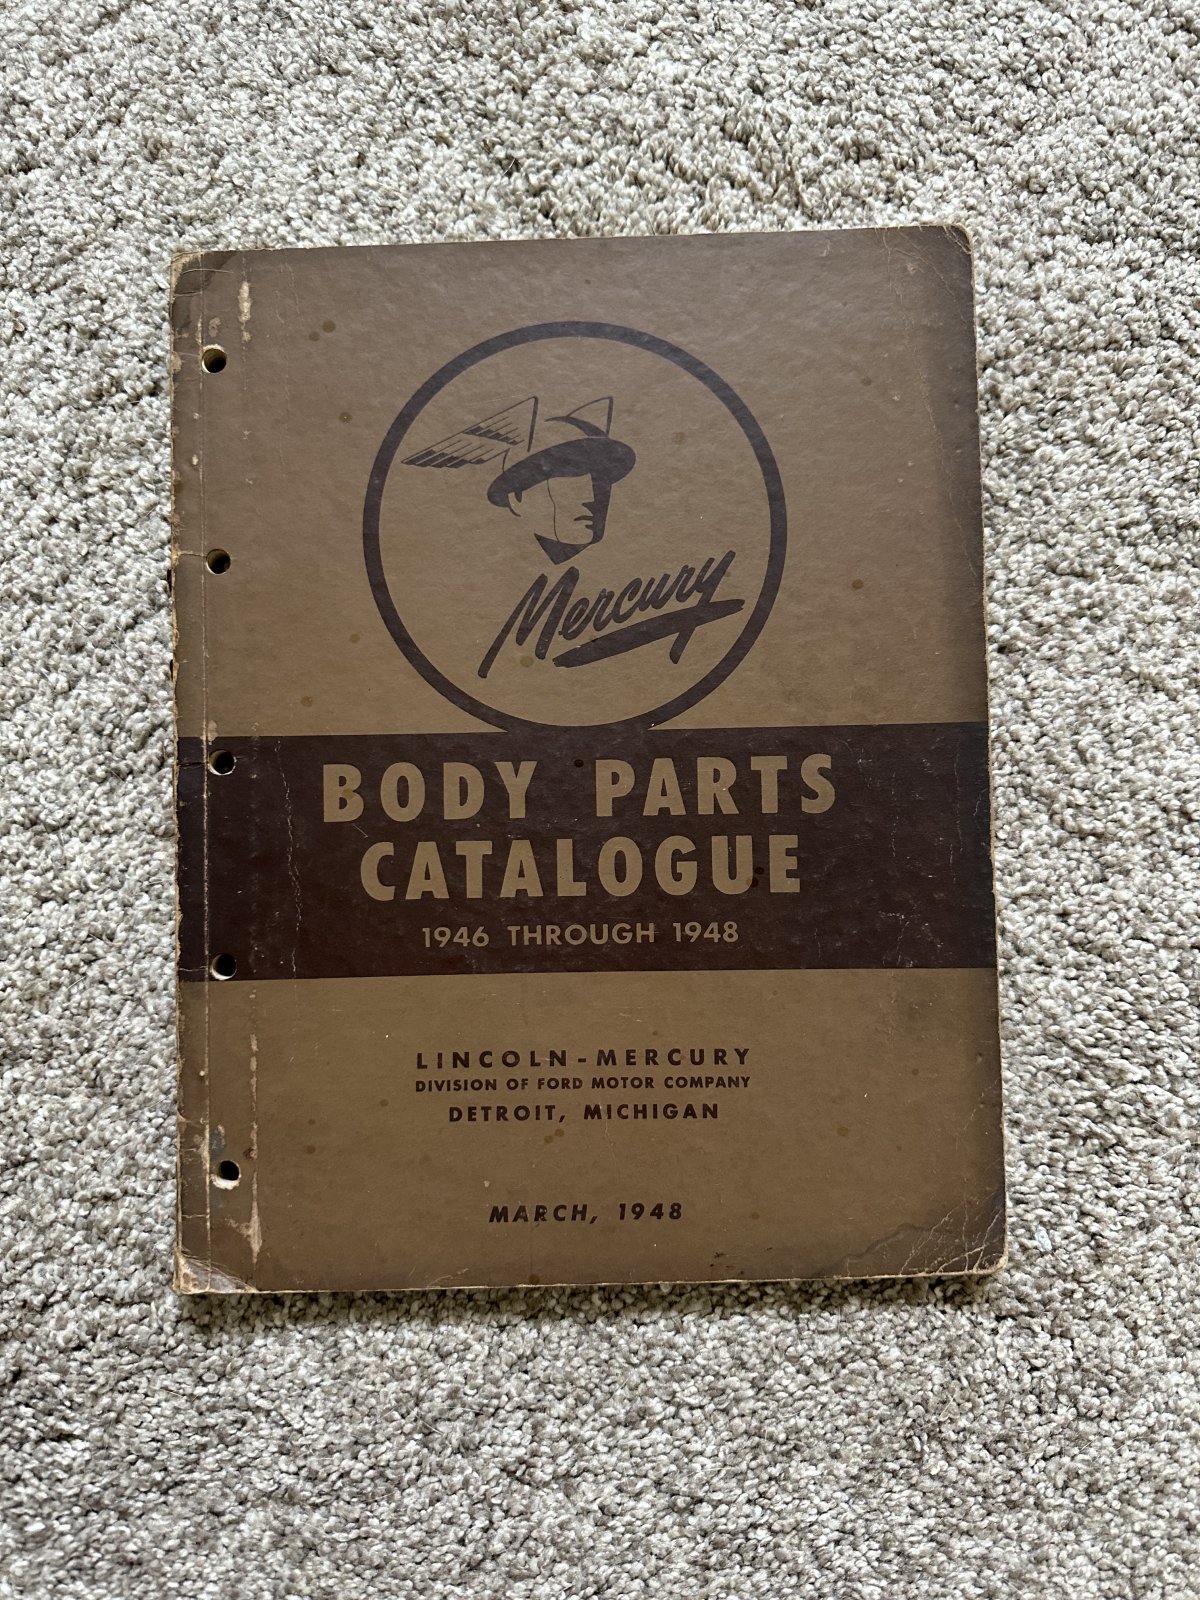 Mercury
BODY PARTS
CATALOGUE
1946 THROUGH 1948
LINCOLN-MERCURY
DIVISION OF FORD MOTOR COMPANY
DETROIT, MICHIGAN
MARCH, 1948